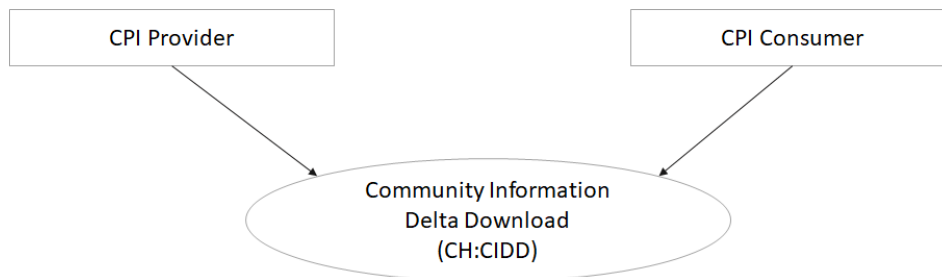 CPI Provider
CPI Consumer
Community Information
Delta Download
(CH:CIDD)